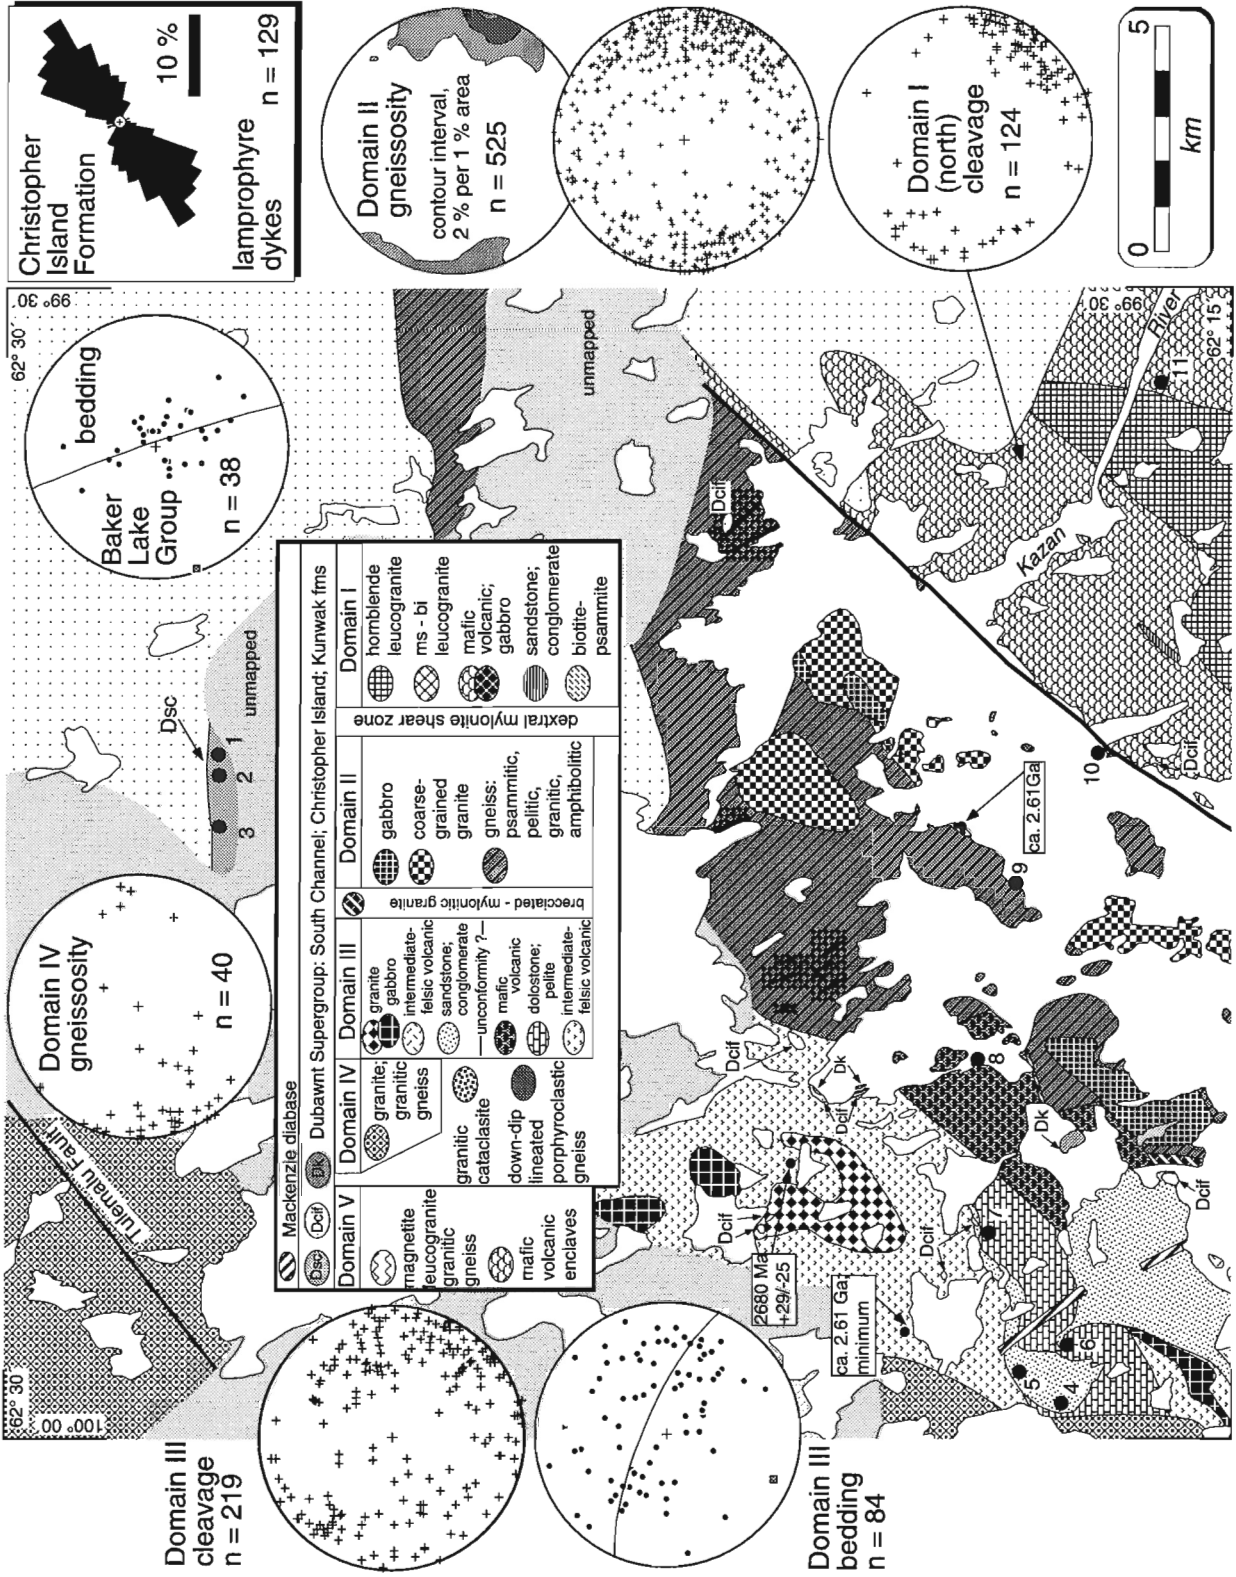 Christopher
Island
Formation
10 %
lamprophyre
dykes
n = 129
Domain II
gneissosity
contour interval,
2 % per 1 % area
n = 525
Domain I
(north)
cleavage
n = 124
0
5
km
62° 30´
99° 30´
bedding
Baker
Lake
Group
n = 38
unmapped
unmapped
Dsc
1
2
3
Domain IV
gneissosity
n = 40
Tulemalu Fault
62° 30
100° 00
Mackenzie diabase
Dsc
Dcif
Dk
Dubawnt Supergroup: South Channel; Christopher Island; Kunwak fms
Domain V
magnetite
leucogranite
granitic
gneiss
mafic
volcanic
enclaves
Domain IV
granite;
granitic
gneiss
granitic
cataclasite
down-dip
lineated
porphyroclastic
gneiss
Domain III
granite
gabbro
intermediate-
felsic volcanic
sandstone;
conglomerate
—unconformity ?—
mafic
volcanic
dolostone;
pelite
intermediate-
felsic volcanic
brecciated - mylonitic granite
Domain II
gabbro
coarse-
grained
granite
gneiss:
psammitic,
pelitic,
granitic,
amphibolitic
dextral mylonite shear zone
Domain I
hornblende
leucogranite
ms - bi
leucogranite
mafic
volcanic;
gabbro
sandstone;
conglomerate
biotite-
psammite
Domain III
cleavage
n = 219
Domain III
bedding
n = 84
Dcif
Dcif
Dcif
Dk
Dcif
2680 Ma
+29/-25
ca. 2.61 Ga,
minimum
Dcif
ca. 2.61Ga
Dk
Dcif
Dcif
4
5
6
7
8
9
10
11
Kazan
River
99° 30
62° 15´